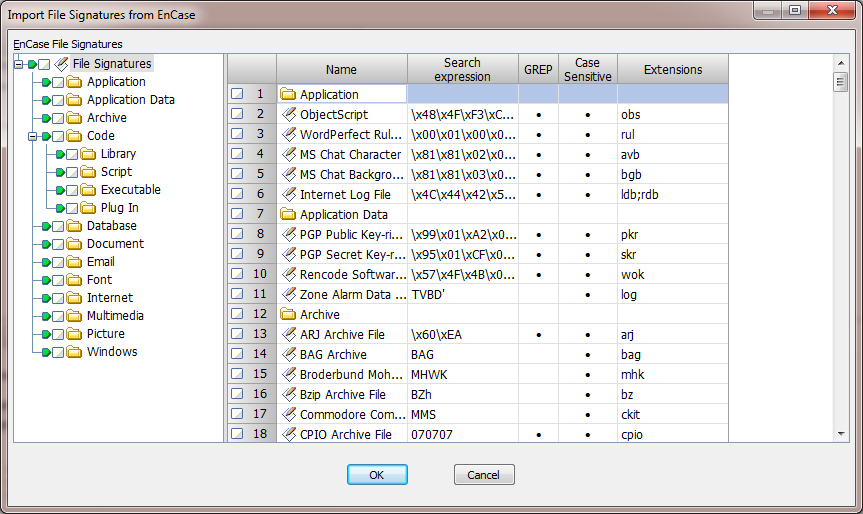 Import File Signatures from EnCase
EnCase File Signatures
File Signatures
Application
Application Data
Archive
Code
Library
Script
Executable
Plug In
Database
Document
Email
Font
Internet
Multimedia
Picture
Windows
Name Search expression GREP Case Sensitive Extensions
1 Application
2 ObjectScript \x48\x4F\xF3\xC... • • obs
3 WordPerfect Rul... \x00\x01\x00\x0... • • rul
4 MS Chat Character \x81\x81\x02\x0... • • avb
5 MS Chat Backgro... \x81\x81\x03\x0... • • bgb
6 Internet Log File \x4C\x44\x42\x5... • • ldb;rdb
7 Application Data
8 PGP Public Key-ri... \x99\x01\xA2\x0... • • pkr
9 PGP Secret Key-r... \x95\x01\xCF\x0... • • skr
10 Rencode Softwar... \x57\x4F\x4B\x0... • • wok
11 Zone Alarm Data ... TVBD' • log
12 Archive
13 ARJ Archive File \x60\xEA • • arj
14 BAG Archive BAG • bag
15 Broderbund Moh... MHWK • mhk
16 Bzip Archive File BZh • bz
17 Commodore Com... MMS • ckit
18 CPIO Archive File 070707 • • cpio
OK Cancel